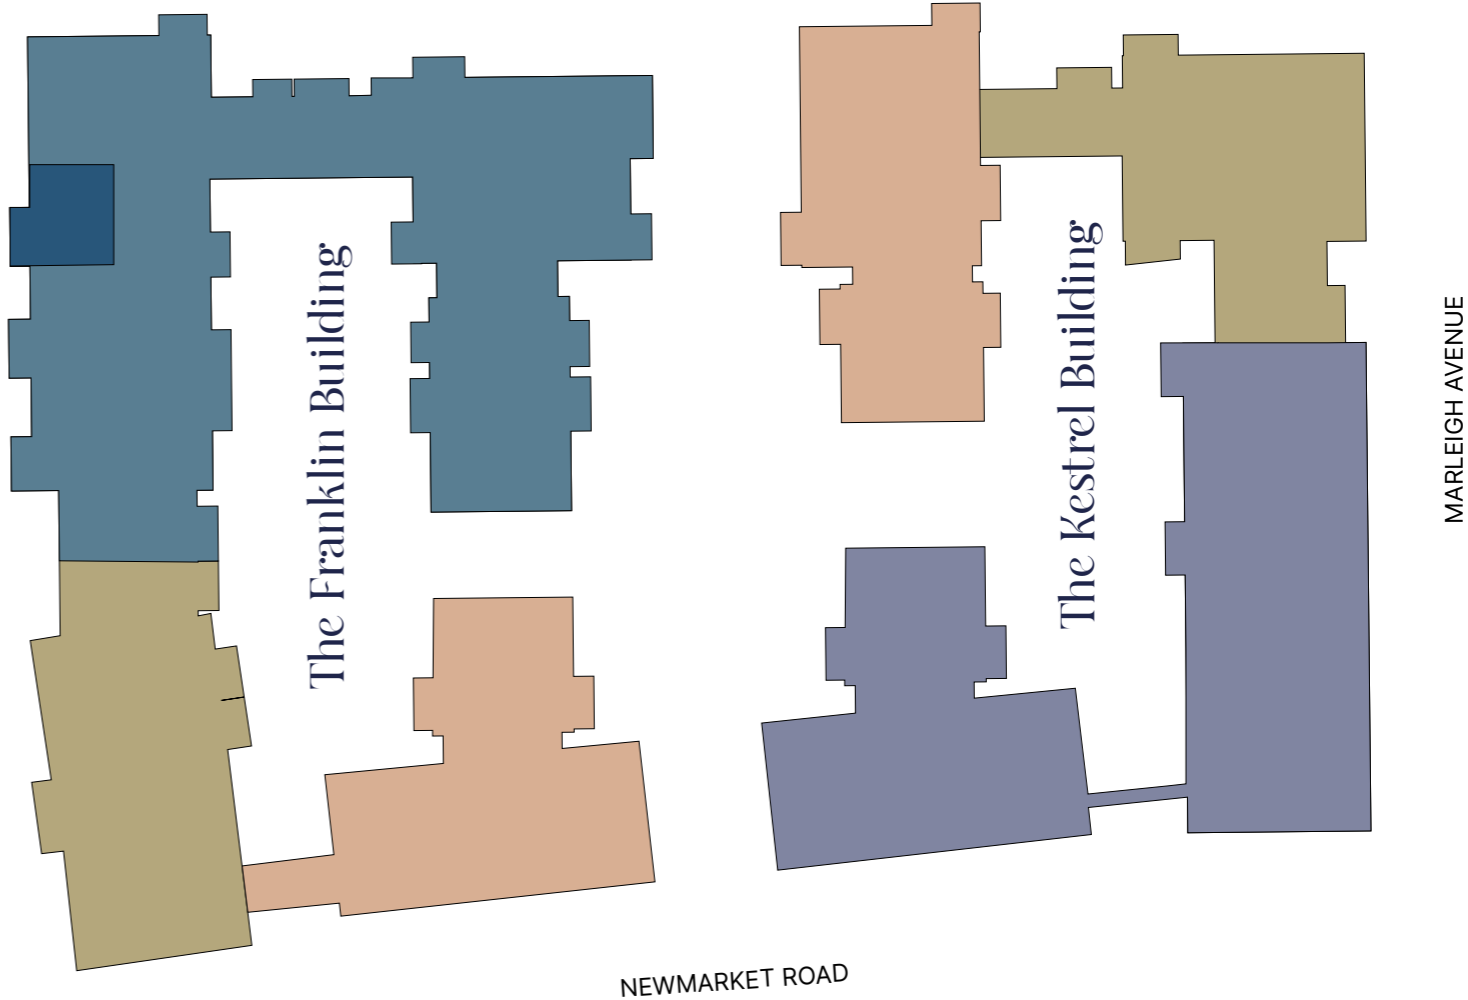 The Franklin Building
The Kestrel Building
MARLEIGH AVENUE
NEWMARKET ROAD